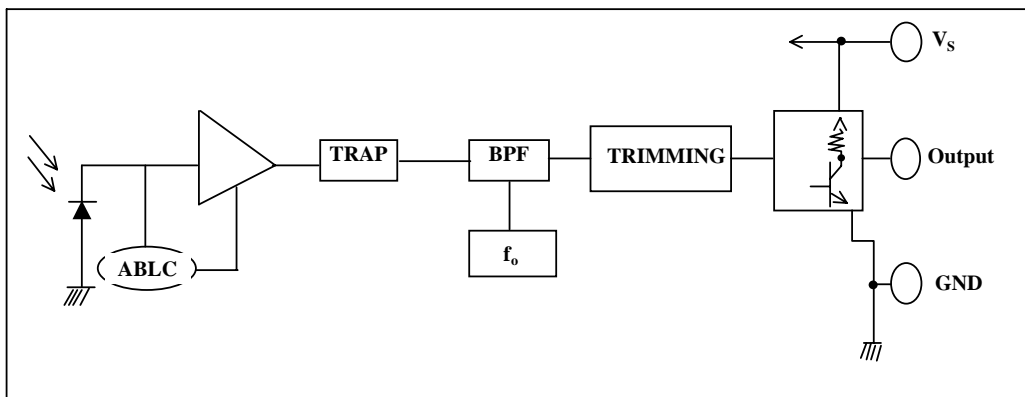 V_S
TRAP
BPF
TRIMMING
Output
ABLC
f_o
GND